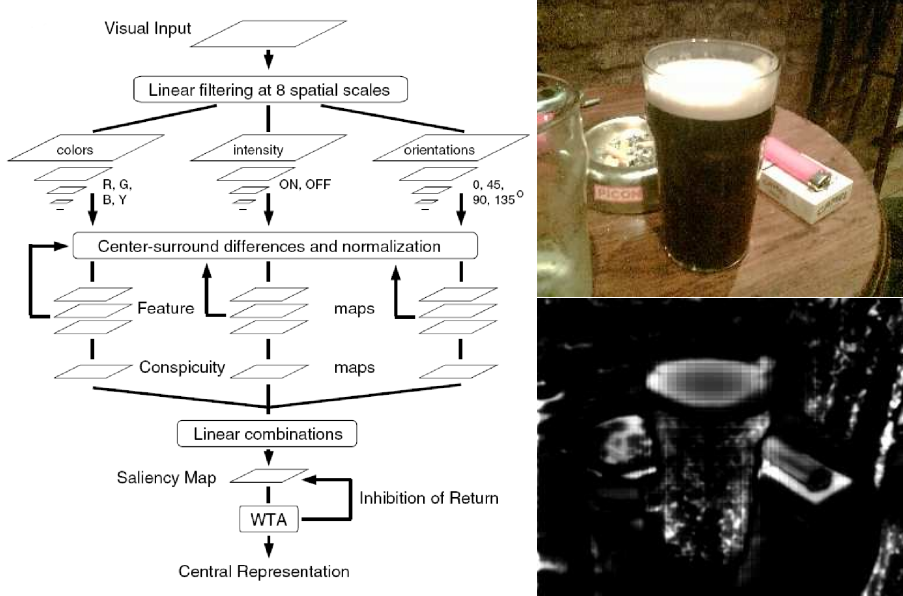 Visual Input
Linear filtering at 8 spatial scales
colors
intensity
orientations
R, G,
B, Y
ON, OFF
0, 45,
90, 135°
Center-surround differences and normalization
Feature
maps
Conspicuity
maps
Linear combinations
Saliency Map
Inhibition of Return
WTA
Central Representation
PICON
CAMEL